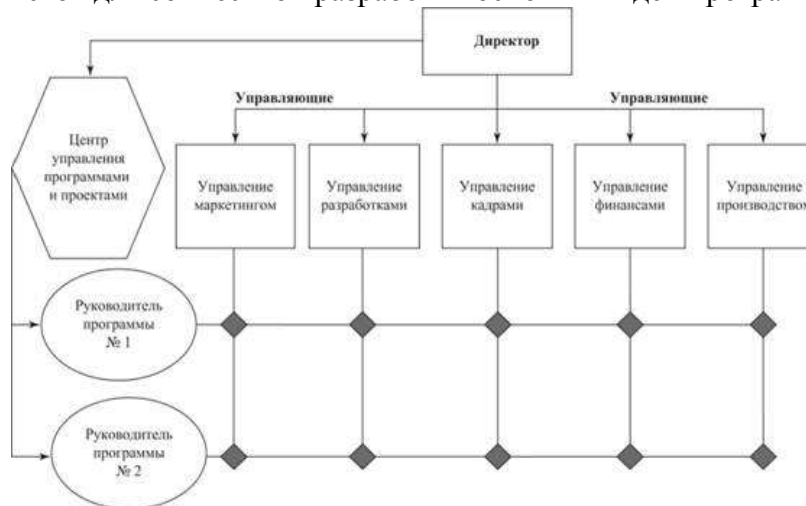 Директор
Управляющие
Управляющие
Центр
управления
программами
и проектами
Управление
маркетингом
Управление
разработками
Управление
кадрами
Управление
финансами
Управление
производством
Руководитель
программы
№ 1
Руководитель
программы
№ 2